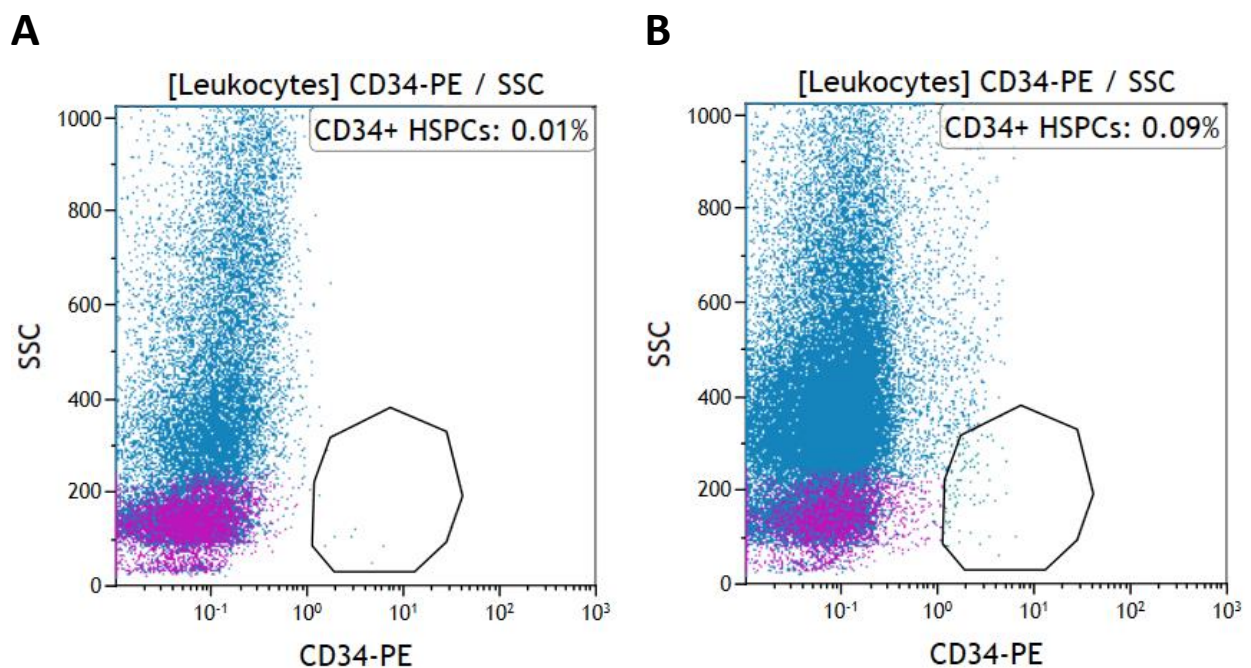 A
[Leukocytes] CD34-PE / SSC
CD34+ HSPCs: 0.01%
1000
800
600
400
200
0
SSC
10⁻¹
10⁰
10¹
10²
10³
CD34-PE
B
[Leukocytes] CD34-PE / SSC
CD34+ HSPCs: 0.09%
1000
800
600
400
200
0
SSC
10⁻¹
10⁰
10¹
10²
10³
CD34-PE